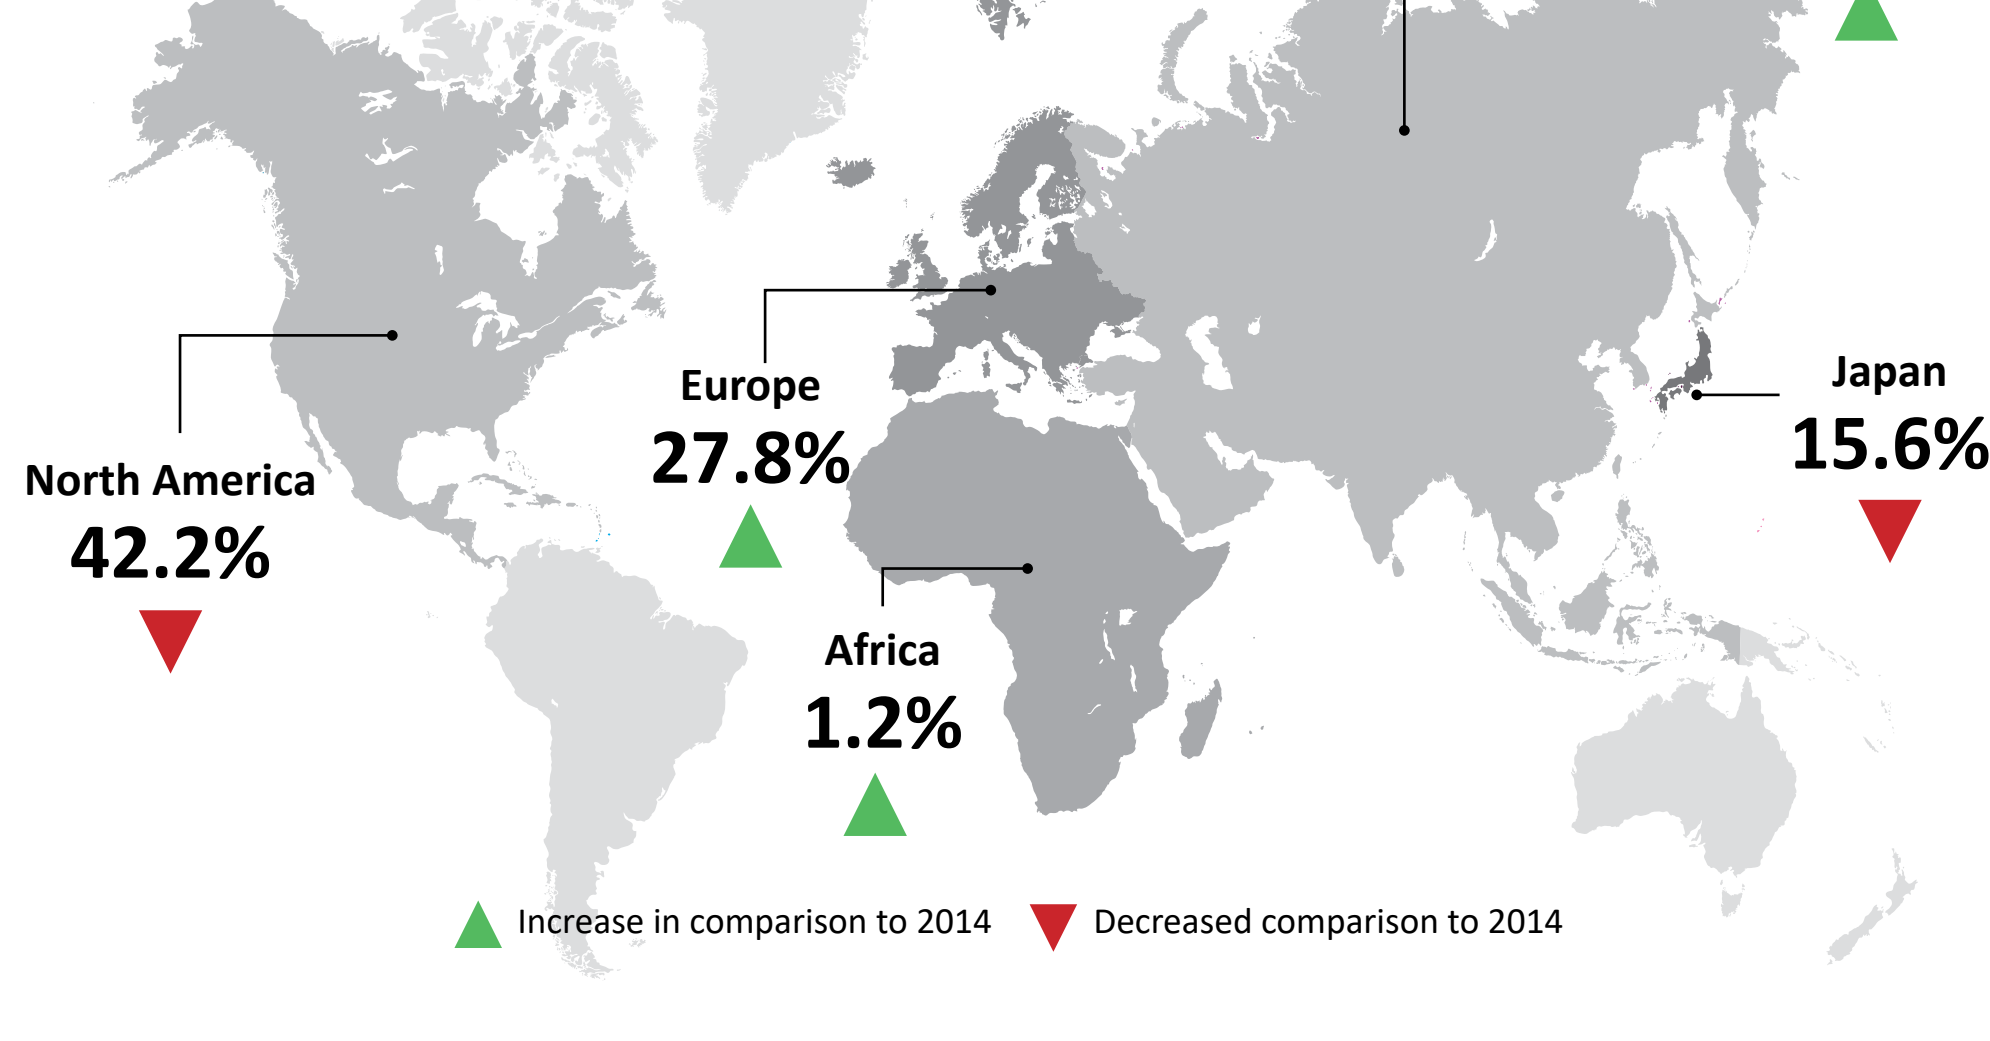 Europe
27.8%
Japan
15.6%
North America
42.2%
Africa
1.2%
Increase in comparison to 2014
Decreased comparison to 2014